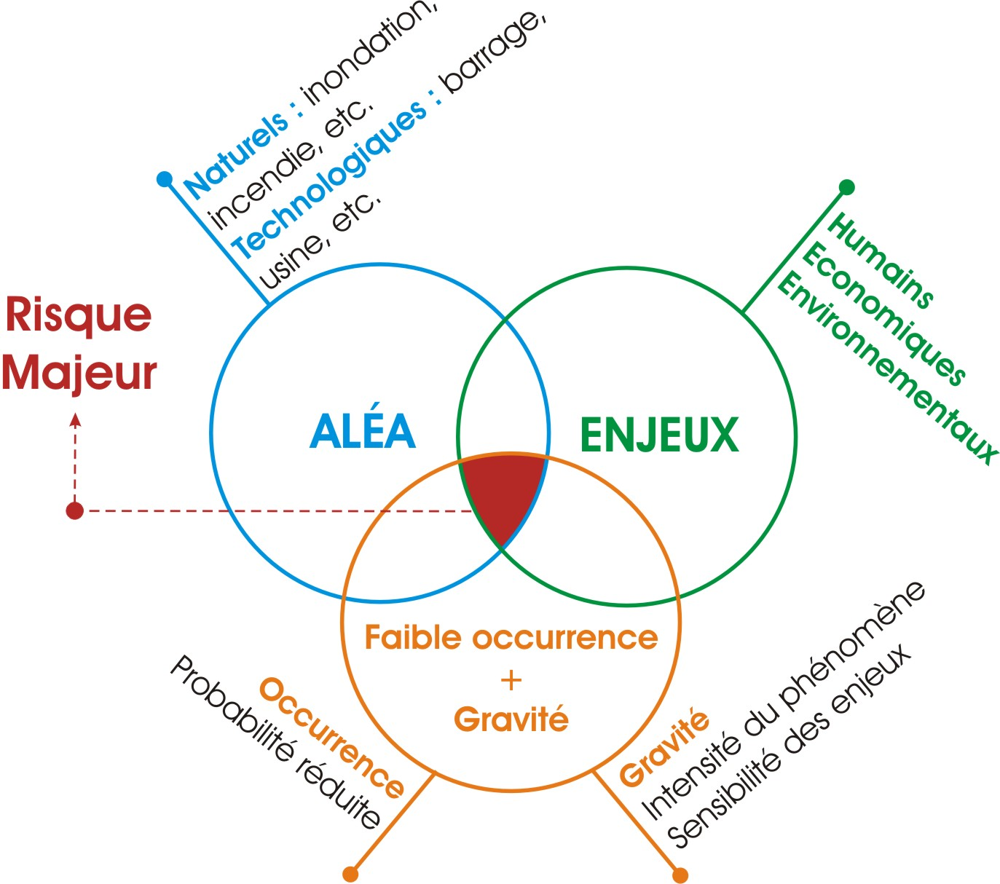 Naturels : inondation,
incendie, etc.
Technologiques : barrage,
usine, etc.
Humains
Economiques
Environnementaux
Risque
Majeur
ALÉA
ENJEUX
Faible occurrence
+
Gravité
Occurrence
Probabilité réduite
Gravité
Intensité du phénomène
Sensibilité des enjeux